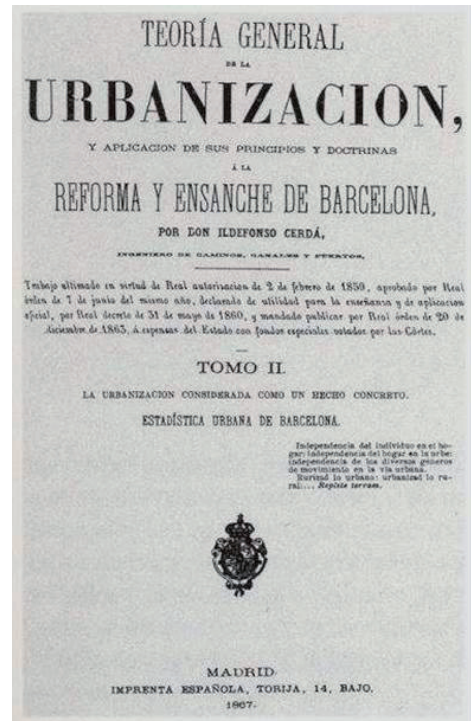 TEORÍA GENERAL
DE LA
URBANIZACION,
Y APLICACION DE SUS PRINCIPIOS Y DOCTRINAS
Á LA
REFORMA Y ENSANCHE DE BARCELONA,
POR DON ILDEFONSO CERDÁ,
INGENIERO DE CAMINOS, CANALES Y PUERTOS,
Trabajo ultimado en virtud de Real autorizacion de 2 de febrero de 1859, aprobado por Real
órden de 7 de junio del mismo año, declarado de utilidad para la enseñanza y de aplicacion
oficial, por Real decreto de 31 de mayo de 1860, y mandado publicar por Real órden de 20 de
diciembre de 1863, á expensas del Estado con fondos especiales votados por las Córtes.
TOMO II.
LA URBANIZACION CONSIDERADA COMO UN HECHO CONCRETO.
ESTADÍSTICA URBANA DE BARCELONA.
Independencia del individuo en el ho-
gar: independencia del hogar en la urbe:
independencia de los diversos géneros
de movimiento en la via urbana.
Rurizad lo urbano: urbanizad lo ru-
ral:... Replete terram.
MADRID:
IMPRENTA ESPAÑOLA, TORIJA, 14, BAJO.
1867.